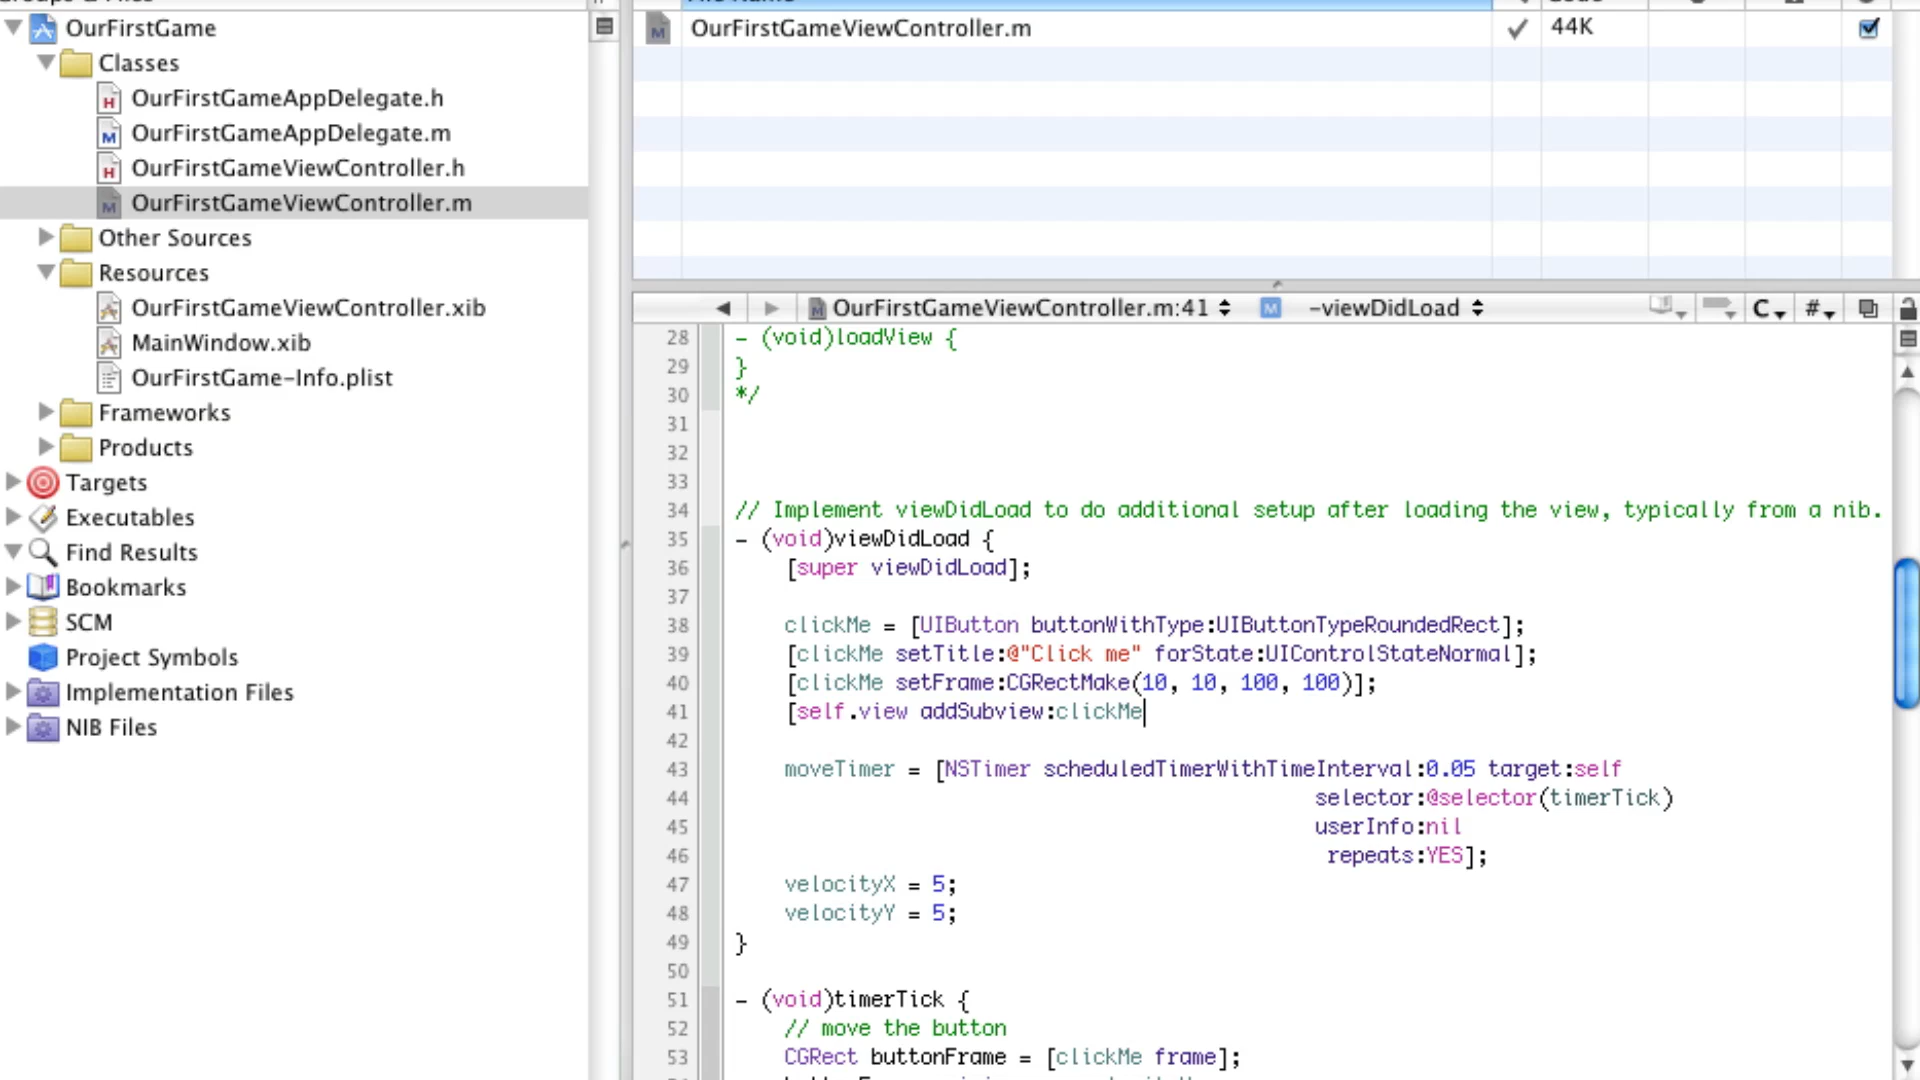 OurFirstGame
Classes
OurFirstGameAppDelegate.h
OurFirstGameAppDelegate.m
OurFirstGameViewController.h
OurFirstGameViewController.m
Other Sources
Resources
OurFirstGameViewController.xib
MainWindow.xib
OurFirstGame-Info.plist
Frameworks
Products
Targets
Executables
Find Results
Bookmarks
SCM
Project Symbols
Implementation Files
NIB Files
OurFirstGameViewController.m 44K
OurFirstGameViewController.m:41 M -viewDidLoad C #
28 - (void)loadView {
29 }
30 */
31
32
33
34 // Implement viewDidLoad to do additional setup after loading the view, typically from a nib.
35 - (void)viewDidLoad {
36 [super viewDidLoad];
37
38 clickMe = [UIButton buttonWithType:UIButtonTypeRoundedRect];
39 [clickMe setTitle:@"Click me" forState:UIControlStateNormal];
40 [clickMe setFrame:CGRectMake(10, 10, 100, 100)];
41 [self.view addSubview:clickMe
42
43 moveTimer = [NSTimer scheduledTimerWithTimeInterval:0.05 target:self
44 selector:@selector(timerTick)
45 userInfo:nil
46 repeats:YES];
47 velocityX = 5;
48 velocityY = 5;
49 }
50
51 - (void)timerTick {
52 // move the button
53 CGRect buttonFrame = [clickMe frame];